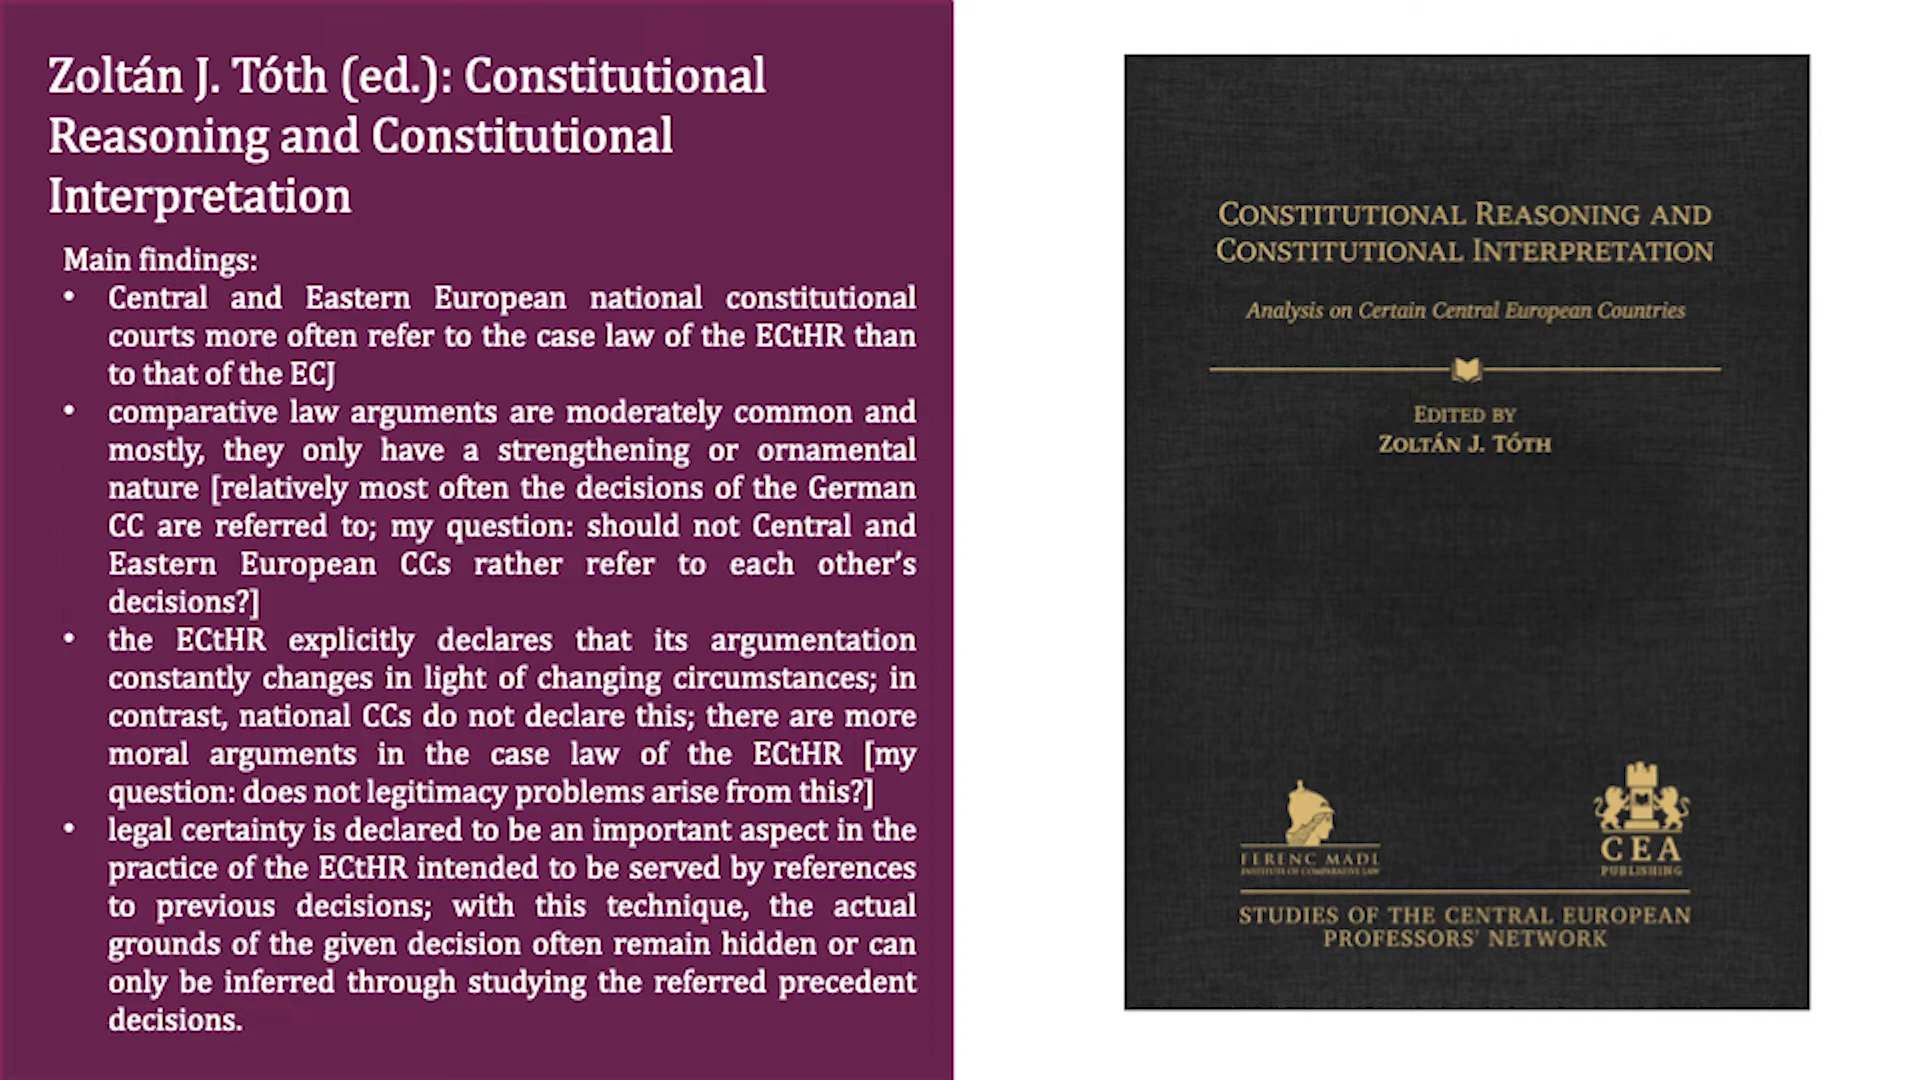 Zoltán J. Tóth (ed.): Constitutional
Reasoning and Constitutional
Interpretation
Main findings:
• Central and Eastern European national constitutional
courts more often refer to the case law of the ECtHR than
to that of the ECJ
• comparative law arguments are moderately common and
mostly, they only have a strengthening or ornamental
nature [relatively most often the decisions of the German
CC are referred to; my question: should not Central and
Eastern European CCs rather refer to each other's
decisions?]
• the ECtHR explicitly declares that its argumentation
constantly changes in light of changing circumstances; in
contrast, national CCs do not declare this; there are more
moral arguments in the case law of the ECtHR [my
question: does not legitimacy problems arise from this?]
• legal certainty is declared to be an important aspect in the
practice of the ECtHR intended to be served by references
to previous decisions; with this technique, the actual
grounds of the given decision often remain hidden or can
only be inferred through studying the referred precedent
decisions.
CONSTITUTIONAL REASONING AND
CONSTITUTIONAL INTERPRETATION
Analysis on Certain Central European Countries
EDITED BY
ZOLTÁN J. TÓTH
FERENC MÁDL
INSTITUTE OF COMPARATIVE LAW
CEA
PUBLISHING
STUDIES OF THE CENTRAL EUROPEAN
PROFESSORS' NETWORK